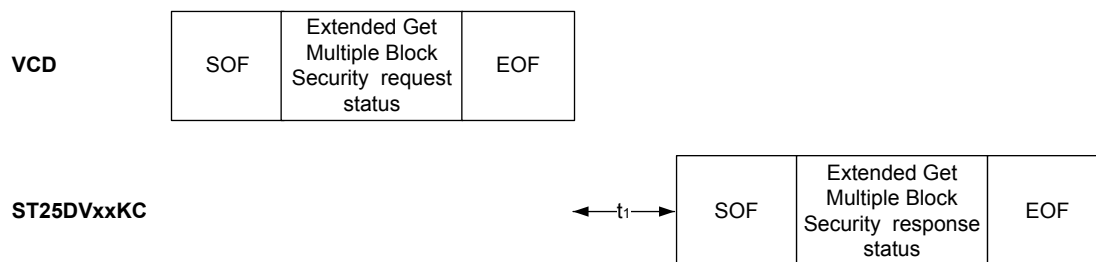 Extended Get
Multiple Block
Security request
status
VCD
SOF
EOF
Extended Get
Multiple Block
Security response
status
ST25DVxxKC
t1
SOF
EOF